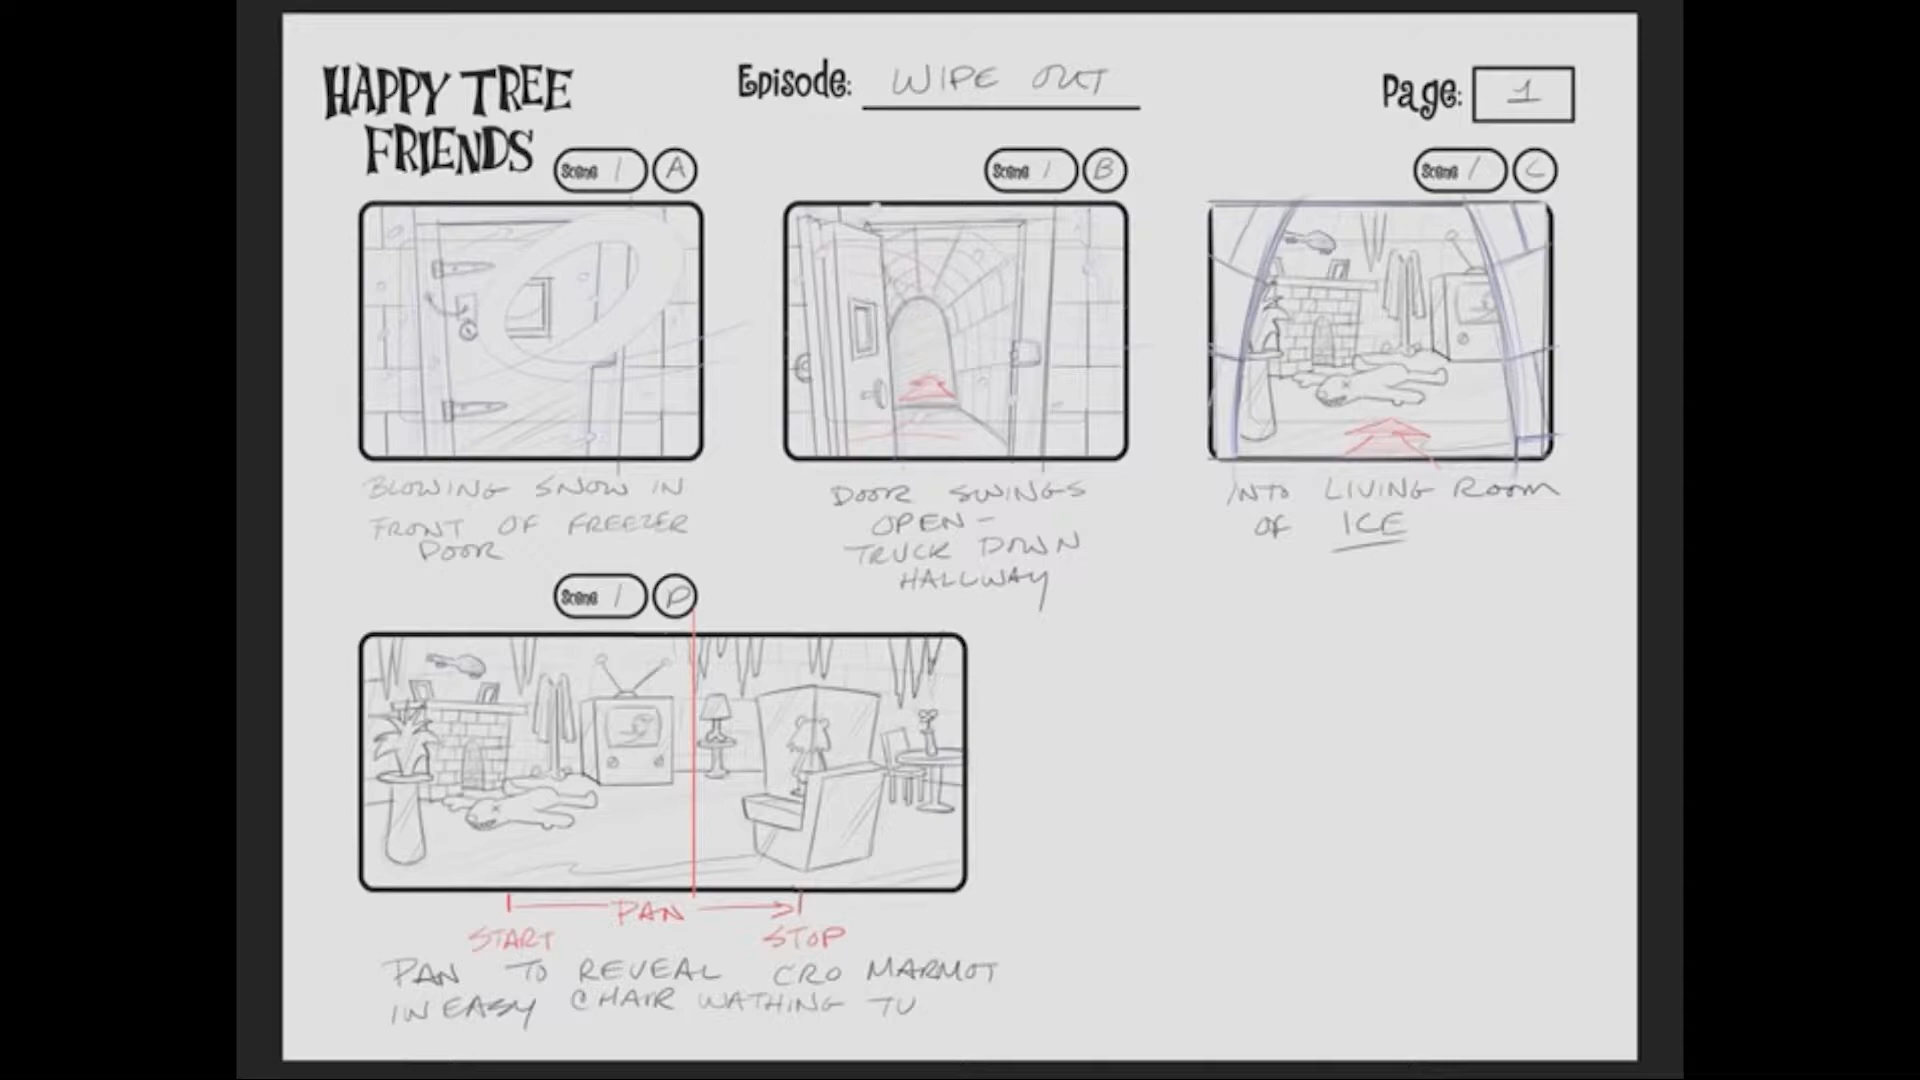 HAPPY TREE
FRIENDS
Episode: WIPE OUT
Page: 1
Scene 1 A
Scene 1 B
Scene 1 C
BLOWING SNOW IN
FRONT OF FREEZER
DOOR
DOOR SWINGS
OPEN -
TRUCK DOWN
HALLWAY
INTO LIVING ROOM
OF ICE
Scene 1 D
PAN
START STOP
PAN TO REVEAL CRO MARMOT
IN EASY CHAIR WATHING TV